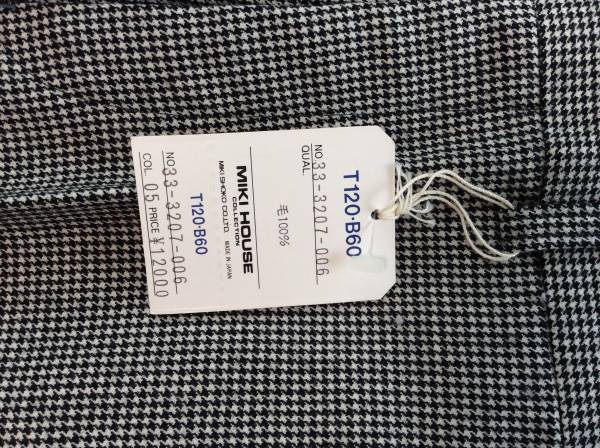 T120·B60
NO.33-3207-006
QUAL.
毛100%
MIKI HOUSE
COLLECTION
MIKI SHOKO CO.,LTD. MADE IN JAPAN
T120·B60
NO.33-3207-006
COL. 05 PRICE ¥12000